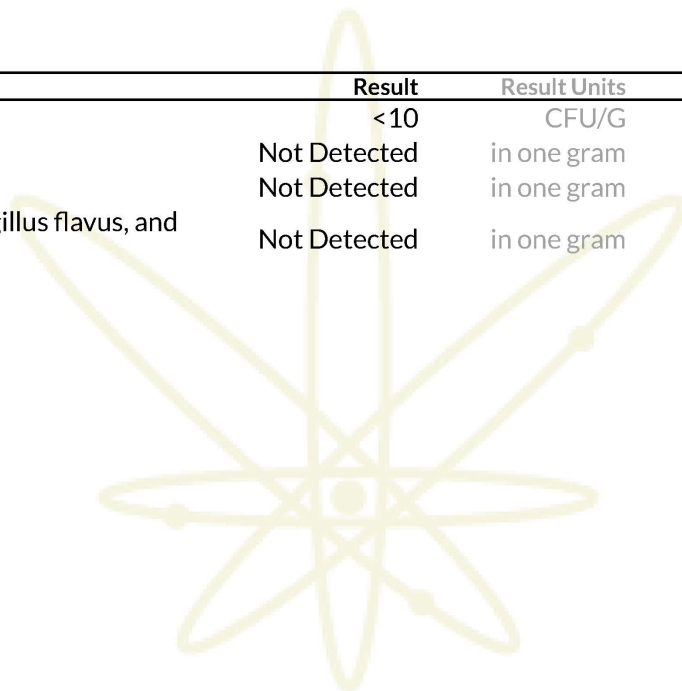 Result Result Units
<10 CFU/G
Not Detected in one gram
Not Detected in one gram
illus flavus, and
Not Detected in one gram